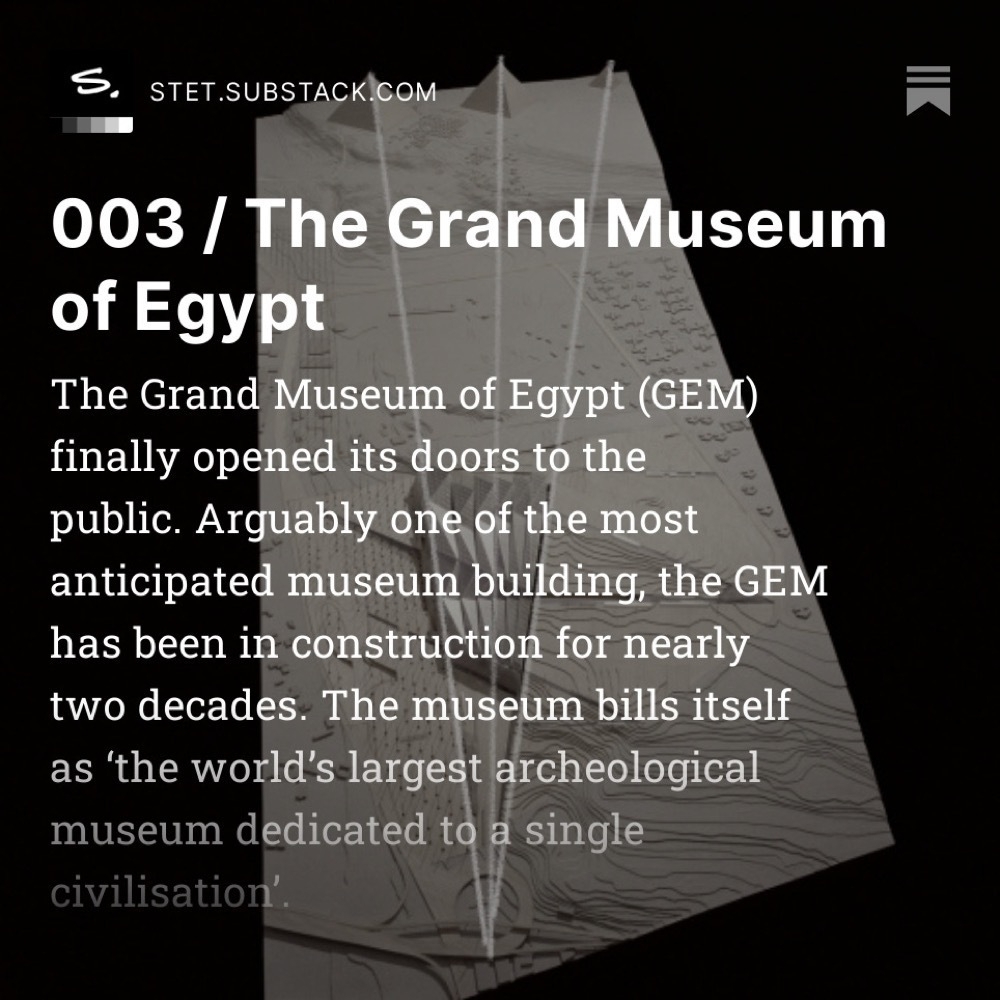 S.
STET.SUBSTACK.COM
003 / The Grand Museum
of Egypt
The Grand Museum of Egypt (GEM)
finally opened its doors to the
public. Arguably one of the most
anticipated museum building, the GEM
has been in construction for nearly
two decades. The museum bills itself
as ‘the world’s largest archeological
museum dedicated to a single
civilisation’.